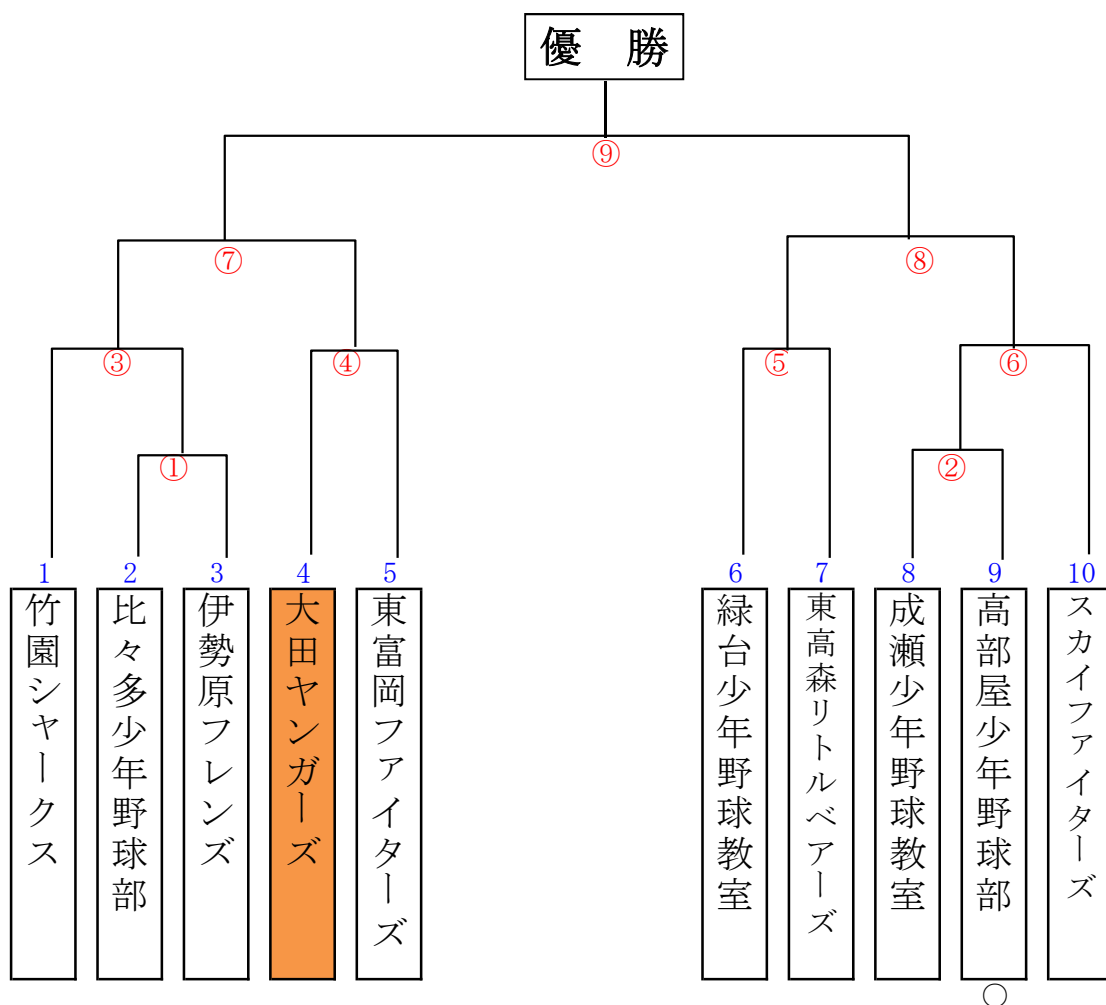 優　勝
⑨
⑦
⑧
③
④
⑤
⑥
①
②
1
2
3
4
5
6
7
8
9
10
竹園シャークス
比々多少年野球部
伊勢原フレンズ
大田ヤンガーズ
東富岡ファイターズ
緑台少年野球教室
東高森リトルベアーズ
成瀬少年野球教室
高部屋少年野球部
スカイファイターズ
○